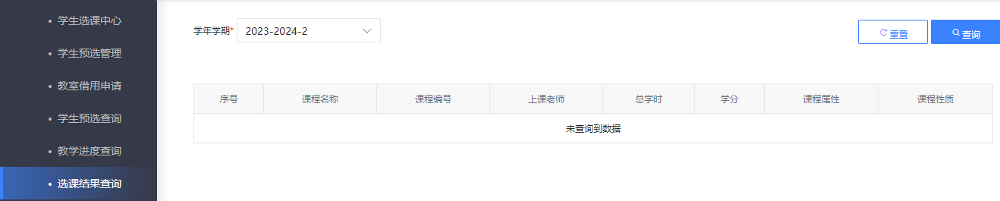 学生选课中心
学生预选管理
教室借用申请
学生预选查询
教学进度查询
选课结果查询
学年学期* 2023-2024-2 重置 查询
序号 课程名称 课程编号 上课老师 总学时 学分 课程属性 课程性质
未查询到数据